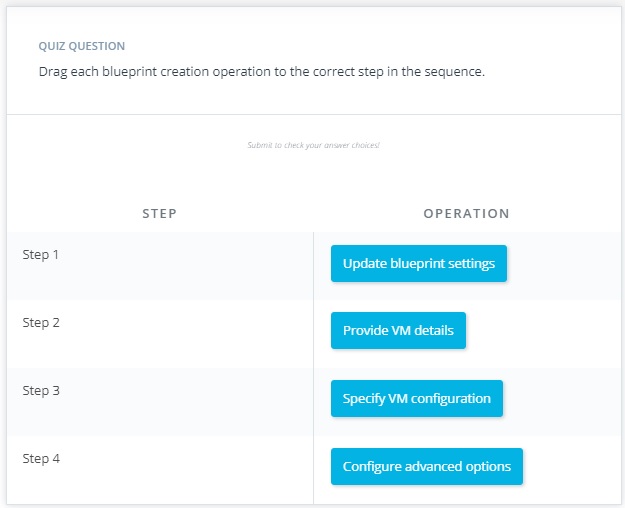 QUIZ QUESTION
Drag each blueprint creation operation to the correct step in the sequence.
Submit to check your answer choices!
STEP OPERATION
Step 1 Update blueprint settings
Step 2 Provide VM details
Step 3 Specify VM configuration
Step 4 Configure advanced options